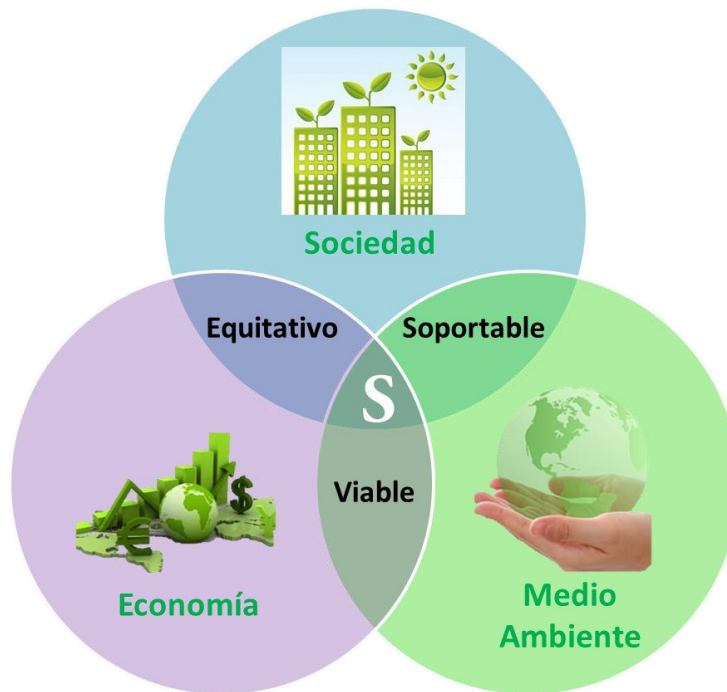 Sociedad
Equitativo
Soportable
S
Viable
€
$
Economía
Medio
Ambiente